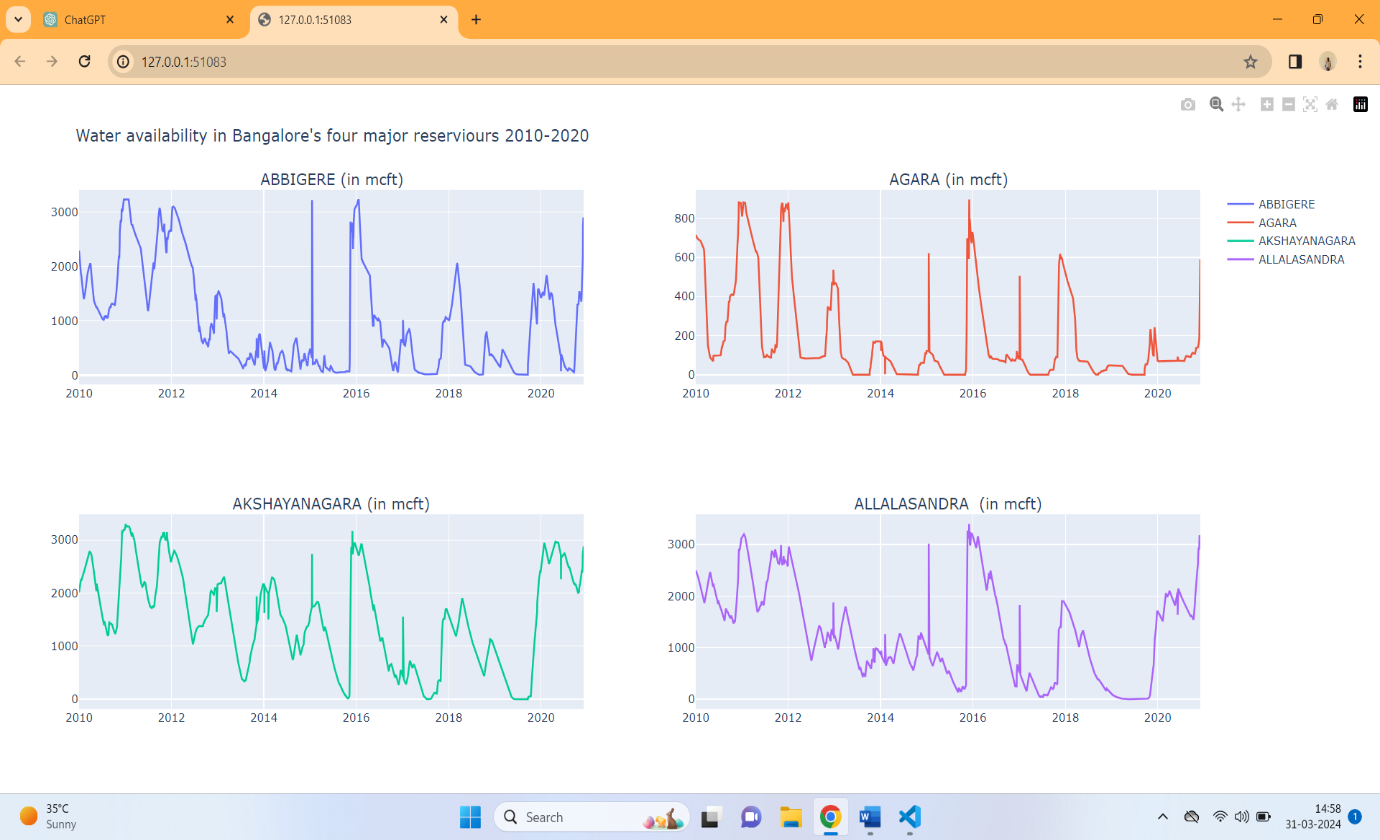 ChatGPT
127.0.0.1:51083
127.0.0.1:51083
Water availability in Bangalore's four major reserviours 2010-2020
ABBIGERE (in mcft)
3000
2000
1000
0
2010 2012 2014 2016 2018 2020
AGARA (in mcft)
800
600
400
200
0
2010 2012 2014 2016 2018 2020
ABBIGERE
AGARA
AKSHAYANAGARA
ALLALASANDRA
AKSHAYANAGARA (in mcft)
3000
2000
1000
0
2010 2012 2014 2016 2018 2020
ALLALASANDRA (in mcft)
3000
2000
1000
0
2010 2012 2014 2016 2018 2020
35°C
Sunny
Search
W
14:58
31-03-2024
1